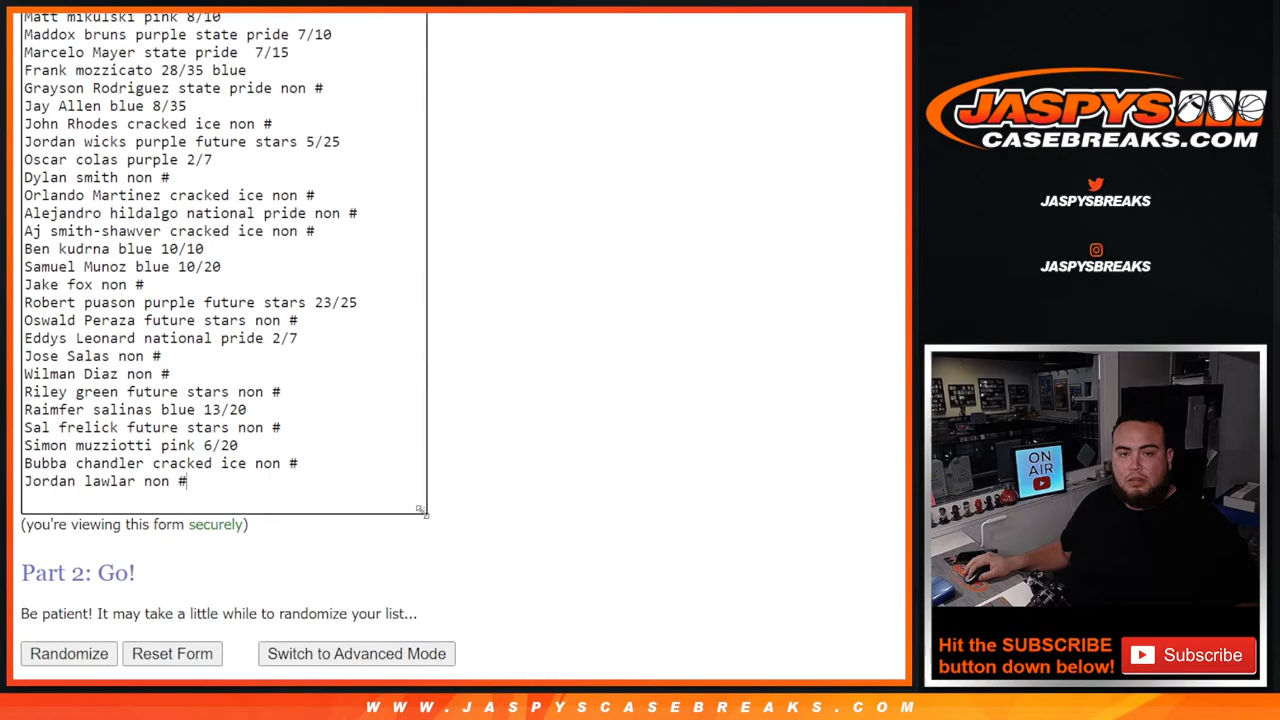 Matt mikulski pink 8/10
Maddox bruns purple state pride 7/10
Marcelo Mayer state pride  7/15
Frank mozzicato 28/35 blue
Grayson Rodriguez state pride non #
Jay Allen blue 8/35
John Rhodes cracked ice non #
Jordan wicks purple future stars 5/25
Oscar colas purple 2/7
Dylan smith non #
Orlando Martinez cracked ice non #
Alejandro hildalgo national pride non #
Aj smith-shawver cracked ice non #
Ben kudrna blue 10/10
Samuel Munoz blue 10/20
Jake fox non #
Robert puason purple future stars 23/25
Oswald Peraza future stars non #
Eddys Leonard national pride 2/7
Jose Salas non #
Wilman Diaz non #
Riley green future stars non #
Raimfer salinas blue 13/20
Sal frelick future stars non #
Simon muzziotti pink 6/20
Bubba chandler cracked ice non #
Jordan lawlar non #
(you're viewing this form securely)
Part 2: Go!
Be patient! It may take a little while to randomize your list...
Randomize
Reset Form
Switch to Advanced Mode
JASPYS
CASEBREAKS.COM
JASPYSBREAKS
JASPYSBREAKS
ON
AIR
Hit the SUBSCRIBE
button down below!
Subscribe
WWW.JASPYSCASEBREAKS.COM